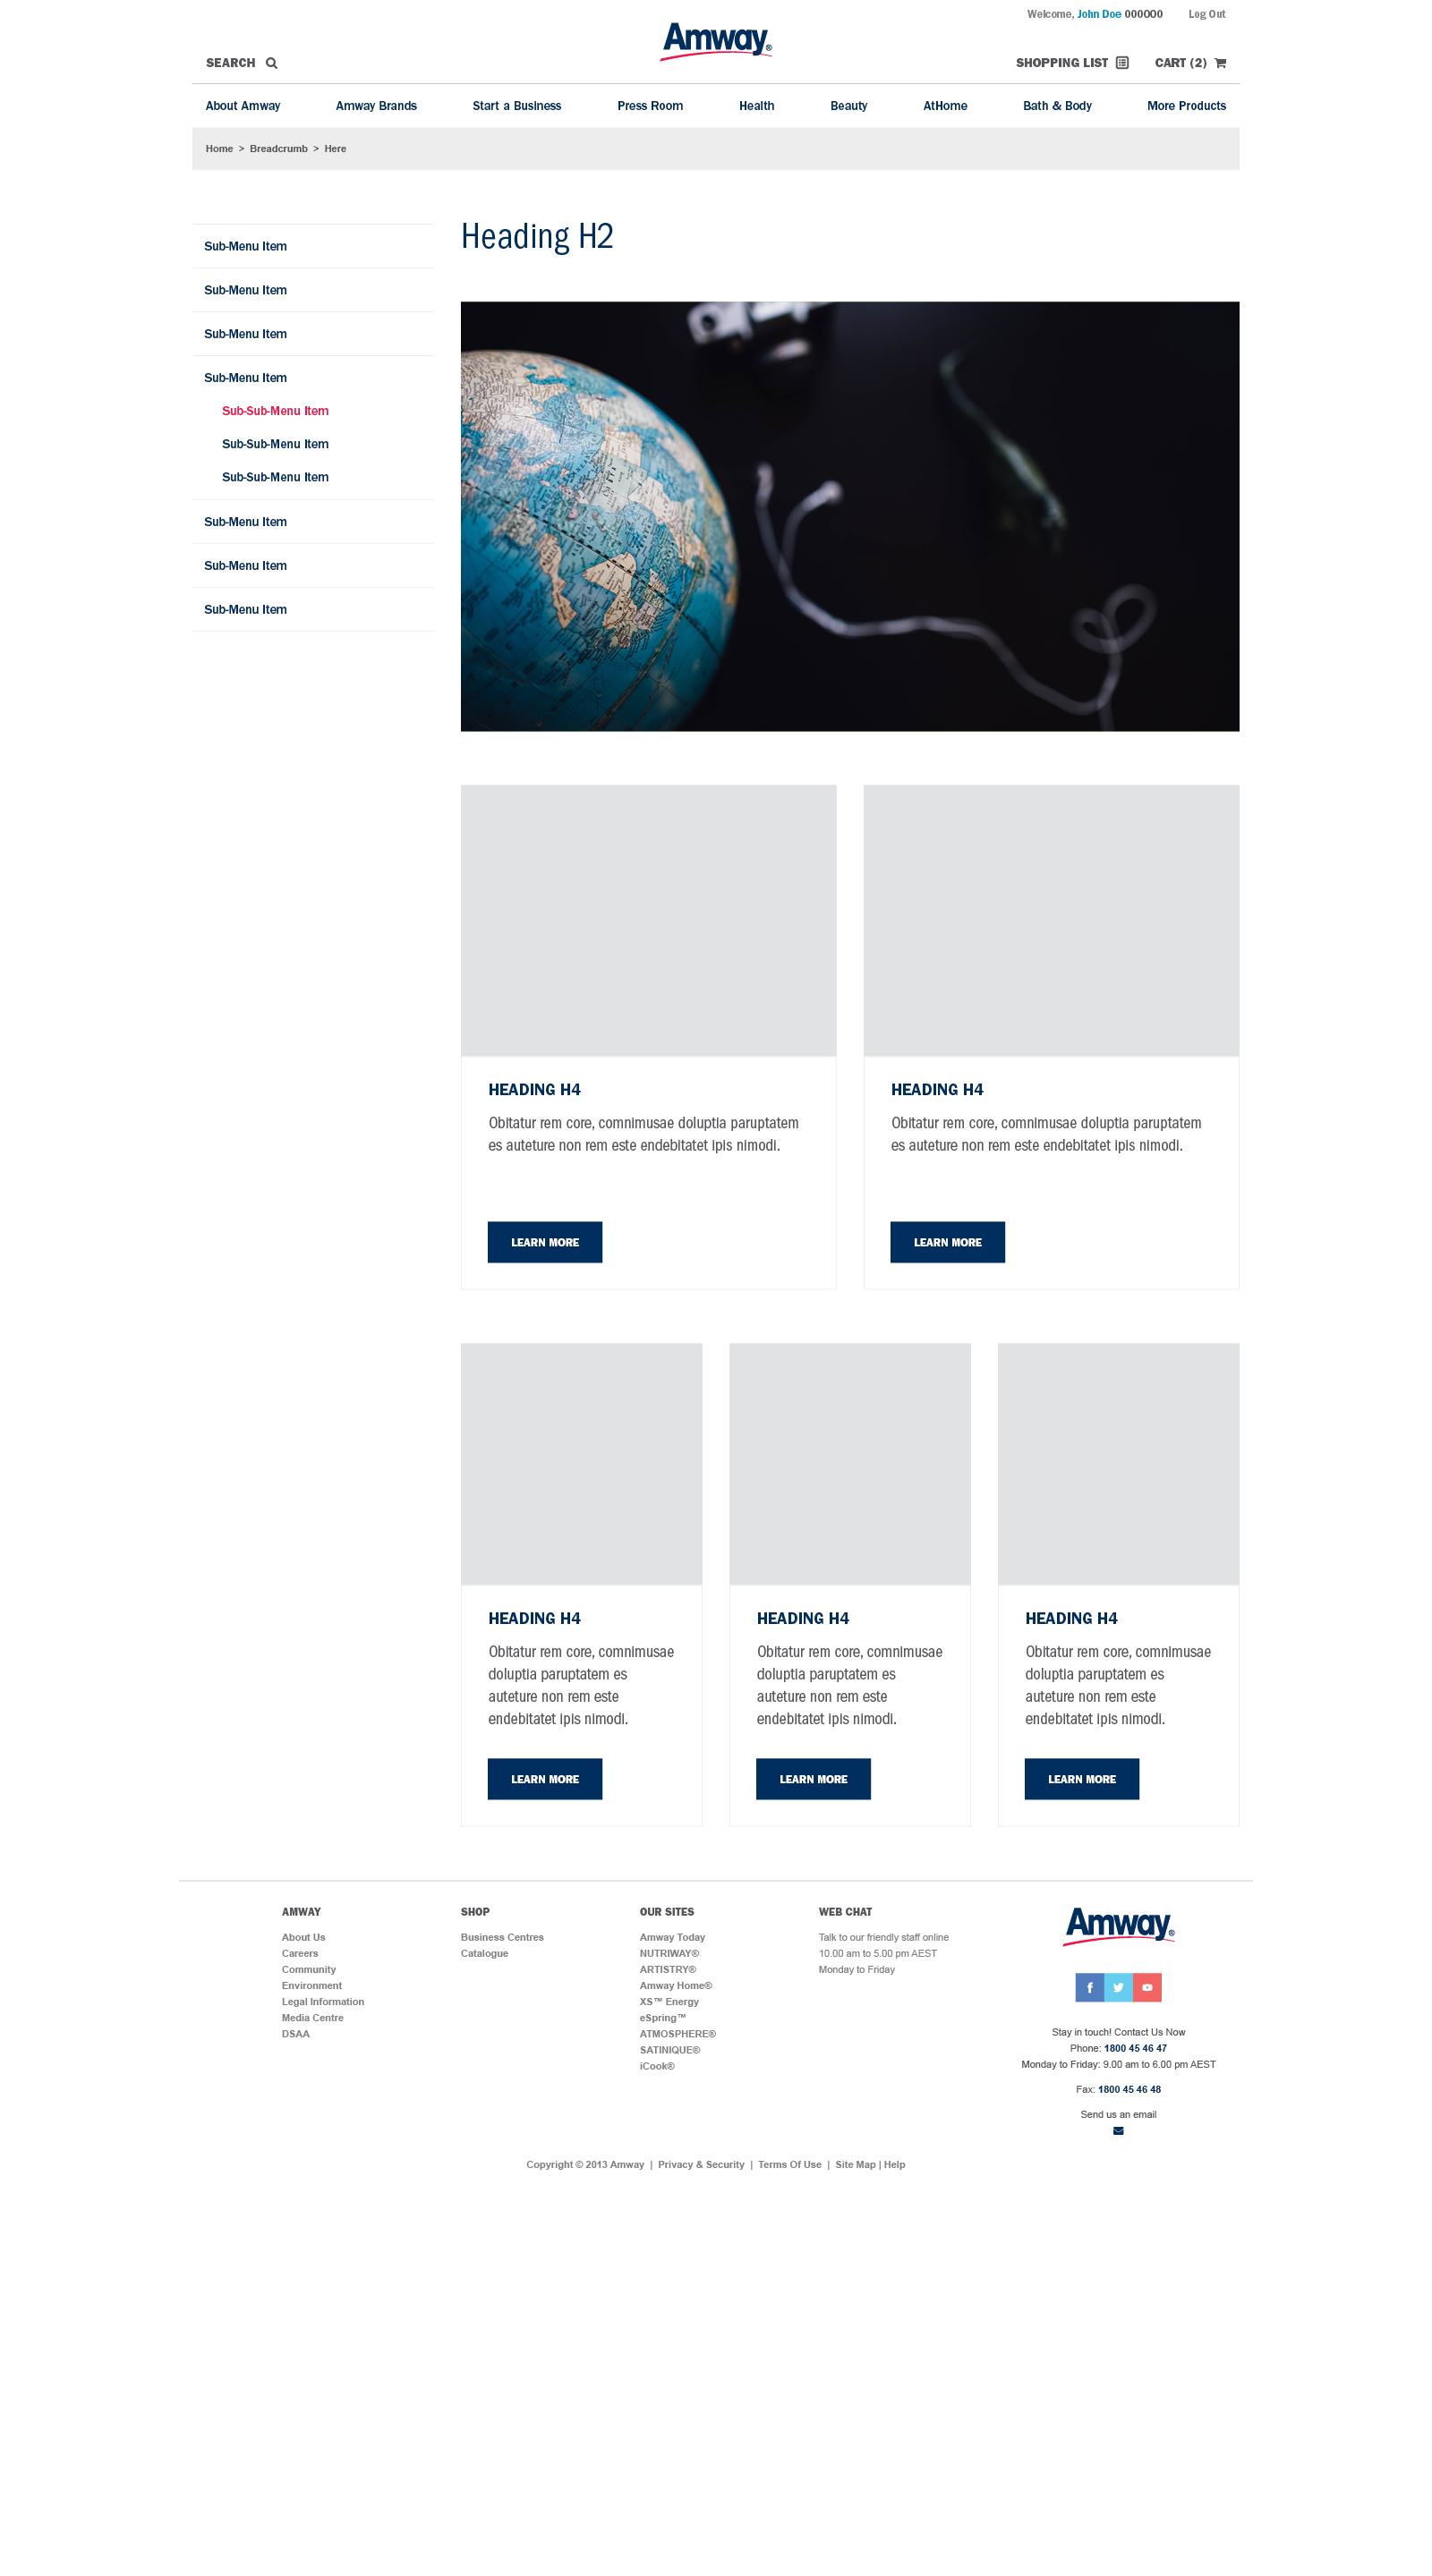 Welcome, John Doe 000000 Log Out
Amway®
SEARCH
SHOPPING LIST
CART (2)
About Amway Amway Brands Start a Business Press Room Health Beauty AtHome Bath & Body More Products
Home > Breadcrumb > Here
Sub-Menu Item
Sub-Menu Item
Sub-Menu Item
Sub-Menu Item
Sub-Sub-Menu Item
Sub-Sub-Menu Item
Sub-Sub-Menu Item
Sub-Menu Item
Sub-Menu Item
Sub-Menu Item
Heading H2
HEADING H4
Obitatur rem core, comnimusae doluptia paruptatem
es auteture non rem este endebitatet ipis nimodi.
LEARN MORE
HEADING H4
Obitatur rem core, comnimusae doluptia paruptatem
es auteture non rem este endebitatet ipis nimodi.
LEARN MORE
HEADING H4
Obitatur rem core, comnimusae
doluptia paruptatem es
auteture non rem este
endebitatet ipis nimodi.
LEARN MORE
HEADING H4
Obitatur rem core, comnimusae
doluptia paruptatem es
auteture non rem este
endebitatet ipis nimodi.
LEARN MORE
HEADING H4
Obitatur rem core, comnimusae
doluptia paruptatem es
auteture non rem este
endebitatet ipis nimodi.
LEARN MORE
AMWAY
About Us
Careers
Community
Environment
Legal Information
Media Centre
DSAA
SHOP
Business Centres
Catalogue
OUR SITES
Amway Today
NUTRIWAY®
ARTISTRY®
Amway Home®
XS™ Energy
eSpring™
ATMOSPHERE®
SATINIQUE®
iCook®
WEB CHAT
Talk to our friendly staff online
10.00 am to 5.00 pm AEST
Monday to Friday
Amway®
Stay in touch! Contact Us Now
Phone: 1800 45 46 47
Monday to Friday: 9.00 am to 6.00 pm AEST
Fax: 1800 45 46 48
Send us an email
Copyright © 2013 Amway | Privacy & Security | Terms Of Use | Site Map | Help